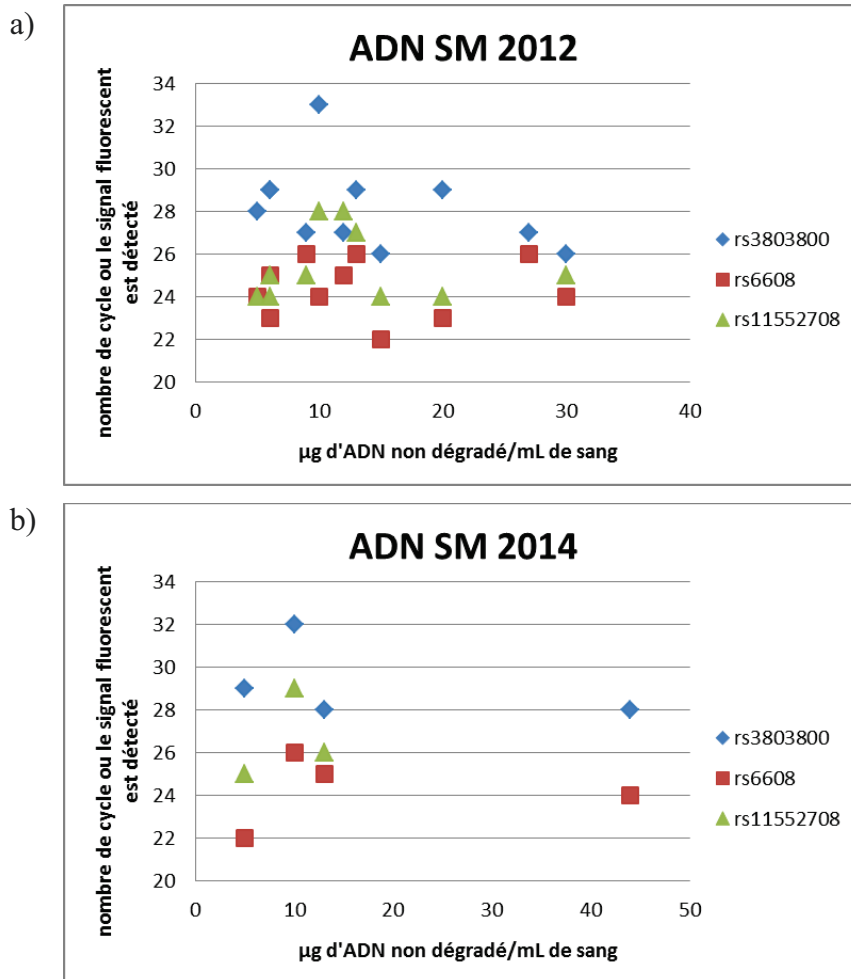 a)
ADN SM 2012
nombre de cycle ou le signal fluorescent
est détecté
34
32
30
28
26
24
22
20
0 10 20 30 40
µg d'ADN non dégradé/mL de sang
rs3803800
rs6608
rs11552708
b)
ADN SM 2014
nombre de cycle ou le signal fluorescent
est détecté
34
32
30
28
26
24
22
20
0 10 20 30 40 50
µg d'ADN non dégradé/mL de sang
rs3803800
rs6608
rs11552708